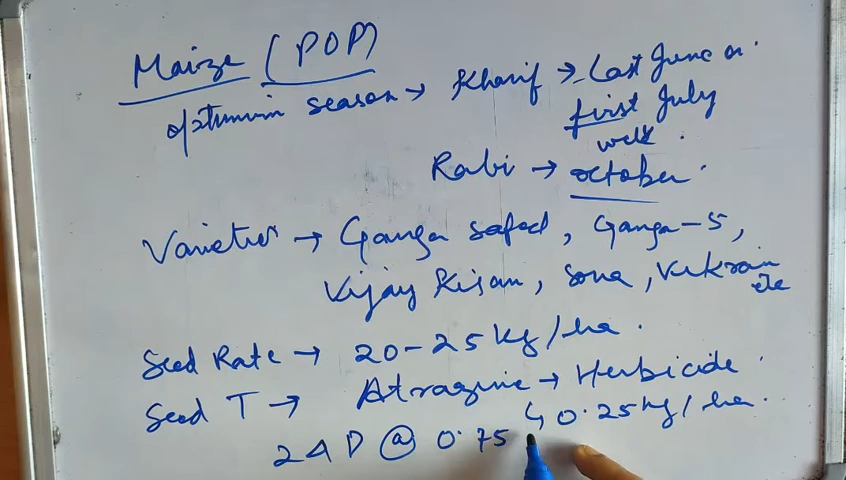 Maize (POP)
optimum season → Kharif → Last June or
first July
week.
Rabi → october.
Varieties → Ganga safed, Ganga-5,
Vijay Kisan, Sona, Vikram
etc
Seed Rate → 20-25 kg/ha.
Seed T → Atrazine → Herbicide.
↳ 0.25 kg/ha.
2 4 D @ 0.75